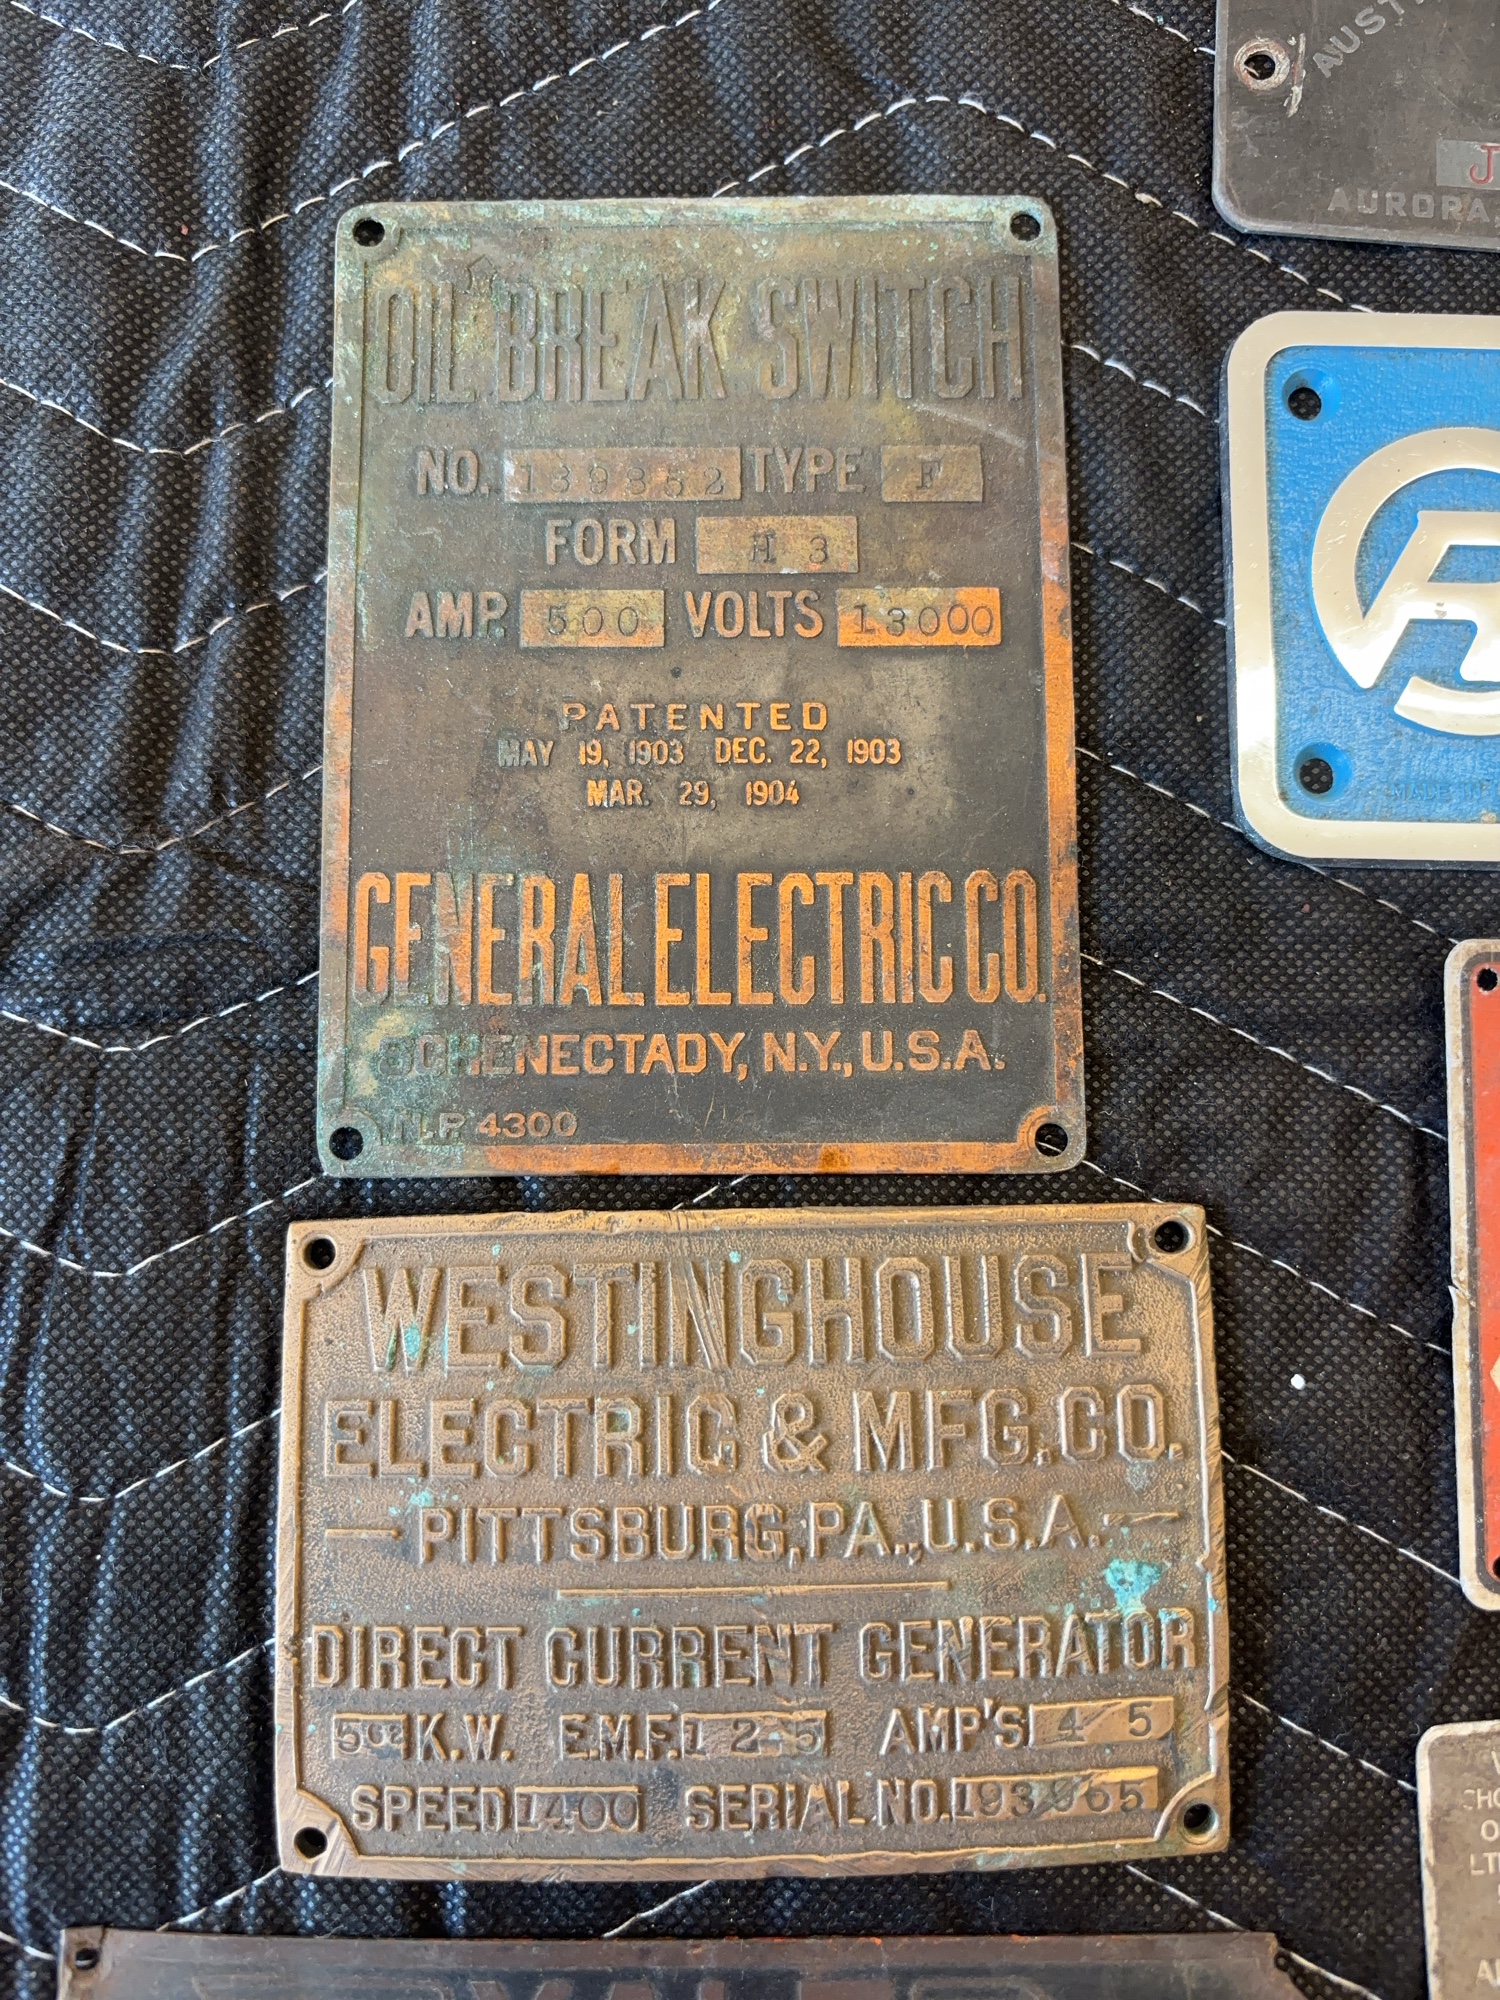 OIL BREAK SWITCH
NO. 139852 TYPE F
FORM H 3
AMP. 500 VOLTS 13000
PATENTED
MAY 19, 1903 DEC. 22, 1903
MAR. 29, 1904
GENERAL ELECTRIC CO.
SCHENECTADY, N.Y., U.S.A.
N.P. 4300
WESTINGHOUSE
ELECTRIC & MFG. CO.
— PITTSBURG, PA., U.S.A. —
DIRECT CURRENT GENERATOR
K.W. E.M.F. 125 AMP'S 45
SPEED 1400 SERIAL NO.
AURORA,
MADE IN